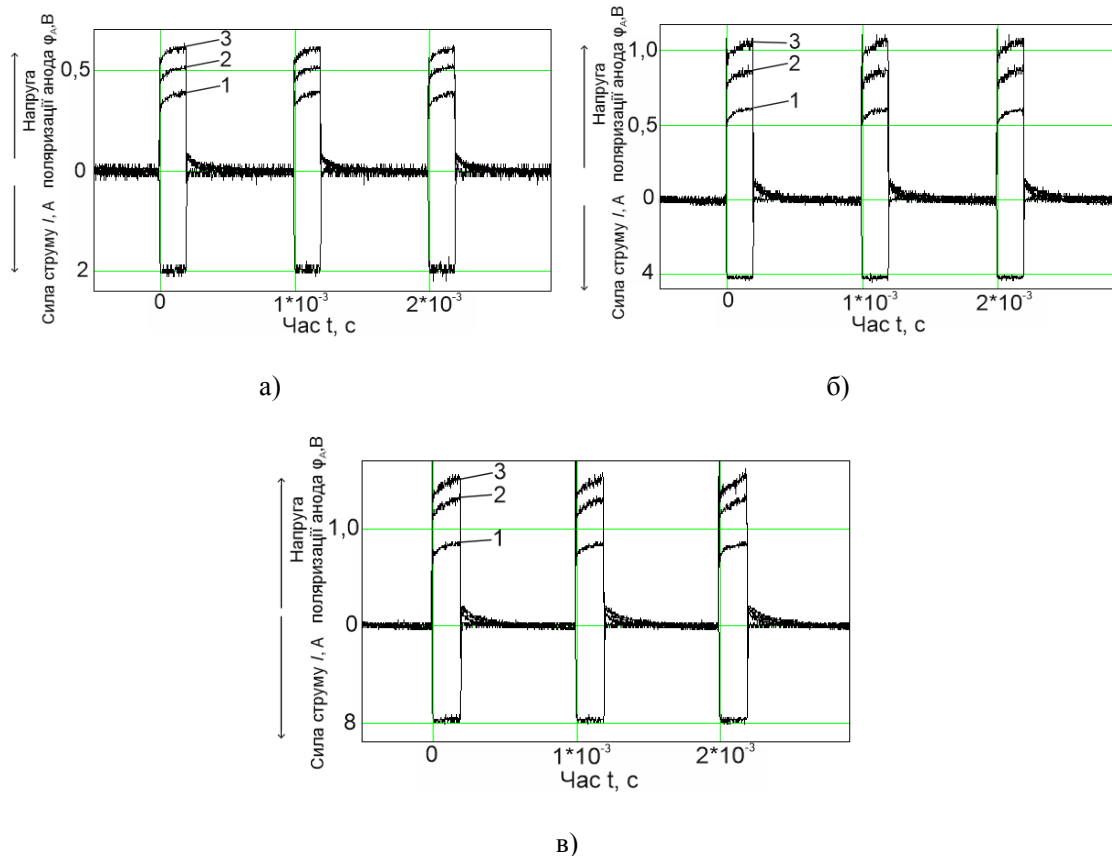 Напруга
поляризації анода φA,В
Сила струму I, А
0,5
0
2
3
2
1
0
1*10⁻³
2*10⁻³
Час t, с
а)
Напруга
поляризації анода φA,В
Сила струму I, А
1,0
0,5
0
4
3
2
1
0
1*10⁻³
2*10⁻³
Час t, с
б)
Напруга
поляризації анода φA,В
Сила струму I, А
1,0
0
8
3
2
1
0
1*10⁻³
2*10⁻³
Час t, с
в)